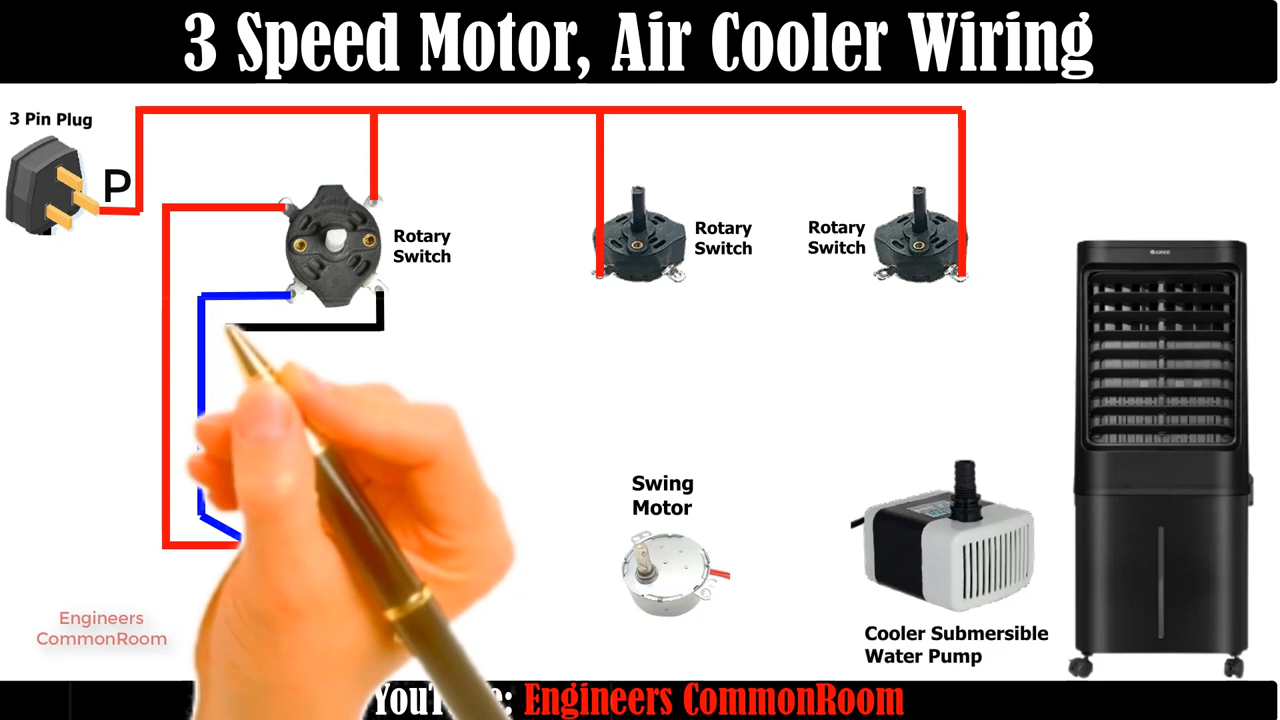 3 Speed Motor, Air Cooler Wiring
3 Pin Plug
P
Rotary
Switch
Rotary
Switch
Rotary
Switch
GREE
Swing
Motor
Engineers
CommonRoom
Cooler Submersible
Water Pump
Engineers CommonRoom